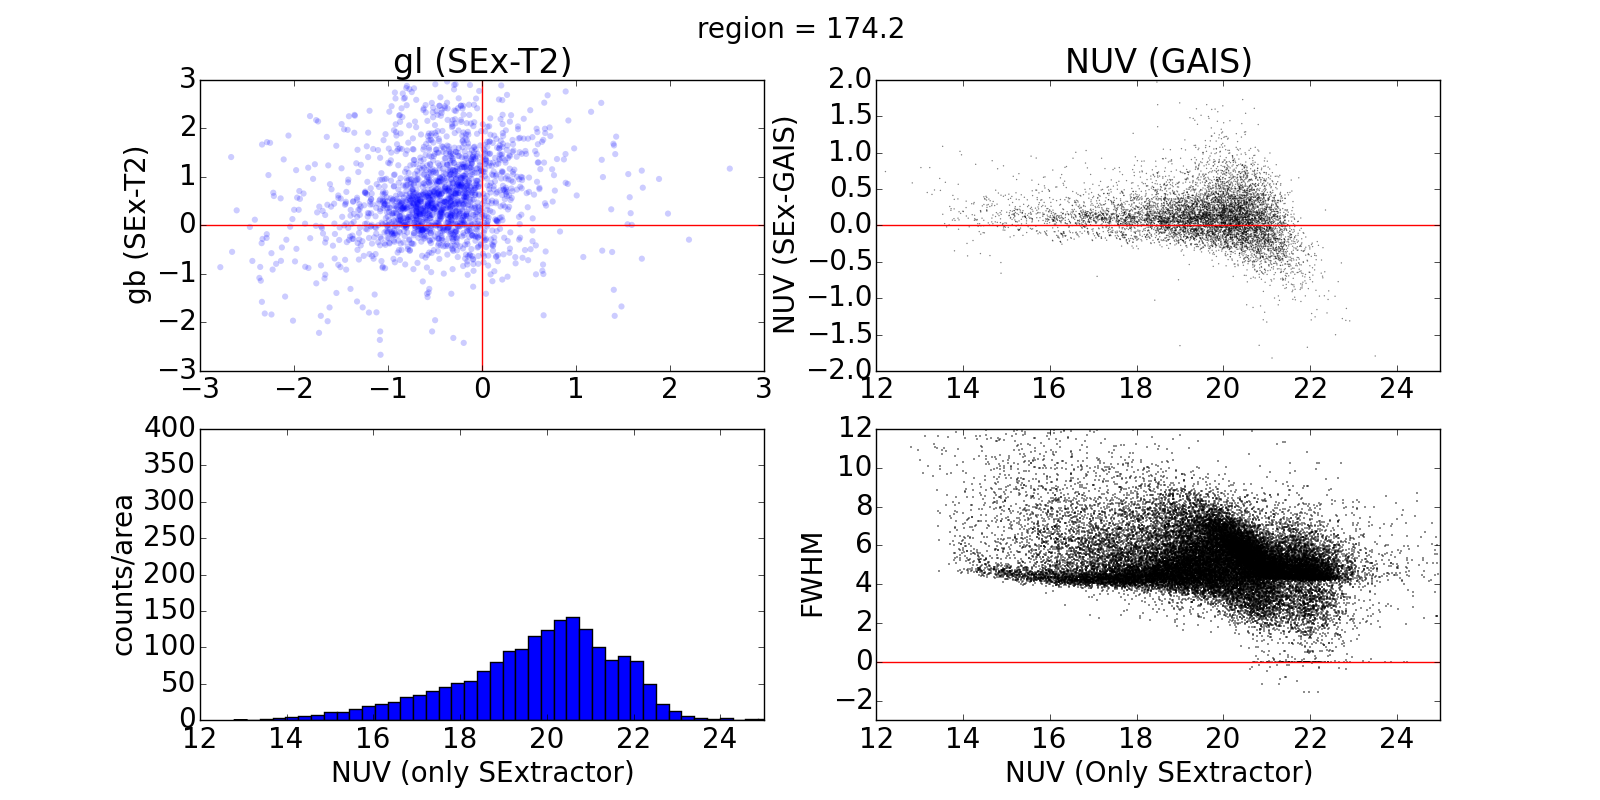 region = 174.2
gl (SEx-T2)
NUV (GAIS)
gb (SEx-T2)
3
2
1
0
−1
−2
−3
−3 −2 −1 0 1 2 3
NUV (SEx-GAIS)
2.0
1.5
1.0
0.5
0.0
−0.5
−1.0
−1.5
−2.0
12 14 16 18 20 22 24
counts/area
400
350
300
250
200
150
100
50
0
12 14 16 18 20 22 24
NUV (only SExtractor)
FWHM
12
10
8
6
4
2
0
−2
12 14 16 18 20 22 24
NUV (Only SExtractor)